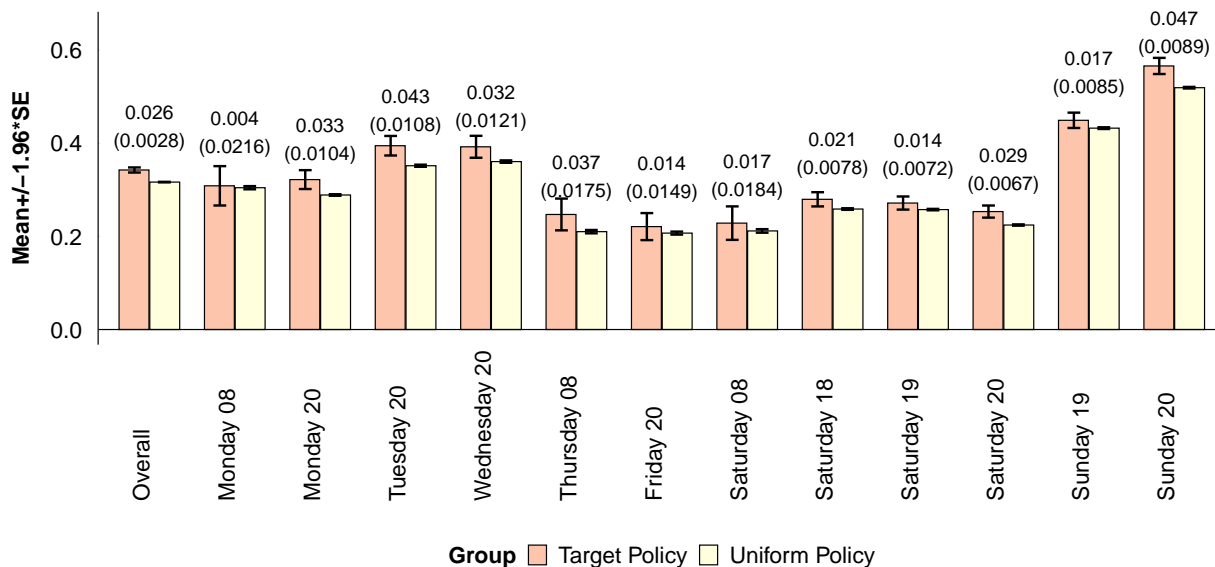 Mean+/−1.96*SE
0.6
0.4
0.2
0.0
0.026
(0.0028)
0.004
(0.0216)
0.033
(0.0104)
0.043
(0.0108)
0.032
(0.0121)
0.037
(0.0175)
0.014
(0.0149)
0.017
(0.0184)
0.021
(0.0078)
0.014
(0.0072)
0.029
(0.0067)
0.017
(0.0085)
0.047
(0.0089)
Overall
Monday 08
Monday 20
Tuesday 20
Wednesday 20
Thursday 08
Friday 20
Saturday 08
Saturday 18
Saturday 19
Saturday 20
Sunday 19
Sunday 20
Group Target Policy Uniform Policy